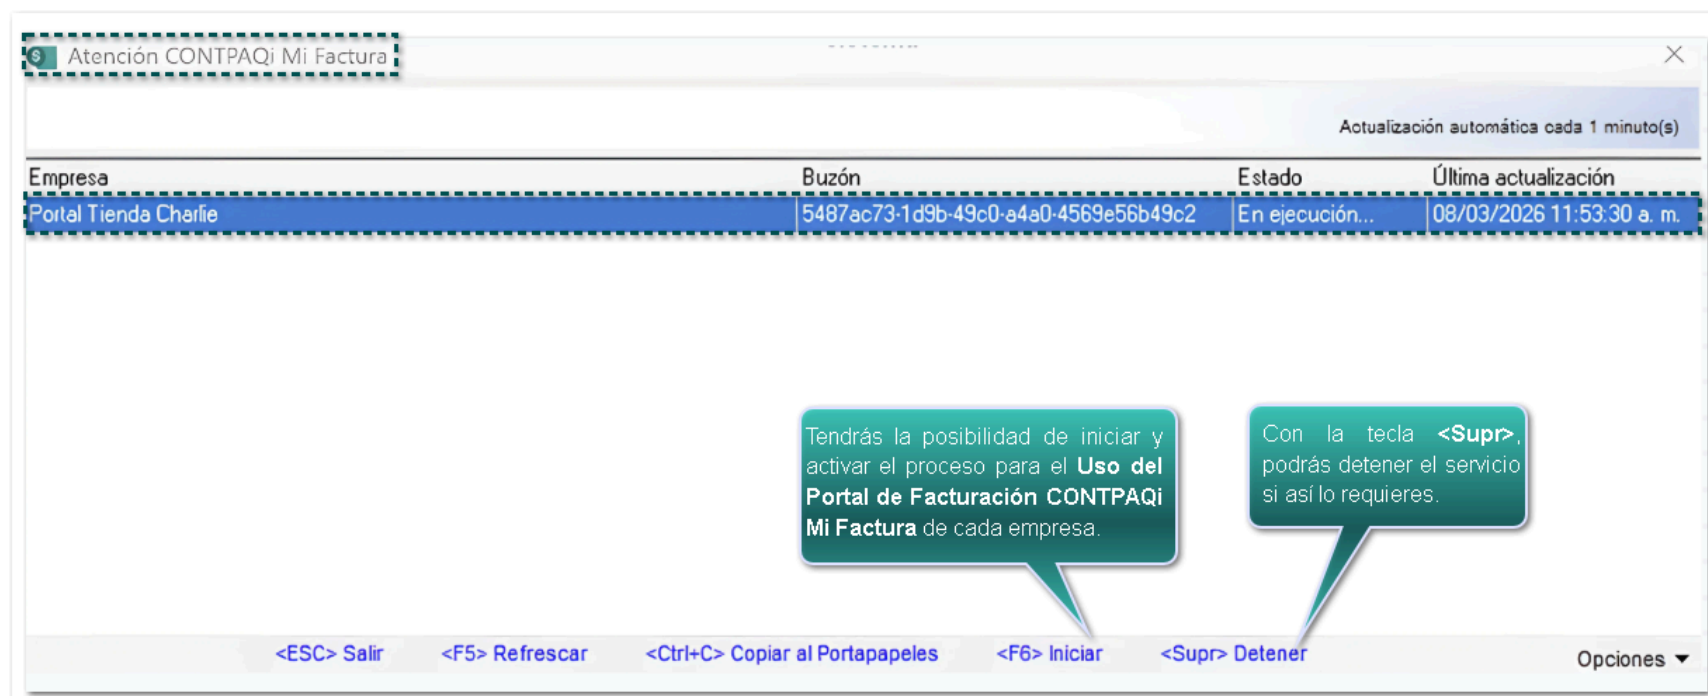 Atención CONTPAQi Mi Factura
Actualización automática cada 1 minuto(s)
Empresa Buzón Estado Última actualización
Portal Tienda Charlie 5487ac73-1d9b-49c0-a4a0-4569e56b49c2 En ejecución... 08/03/2026 11:53:30 a. m.
Tendrás la posibilidad de iniciar y
activar el proceso para el Uso del
Portal de Facturación CONTPAQi
Mi Factura de cada empresa.
Con la tecla <Supr>,
podrás detener el servicio
si así lo requieres.
<ESC> Salir <F5> Refrescar <Ctrl+C> Copiar al Portapapeles <F6> Iniciar <Supr> Detener Opciones